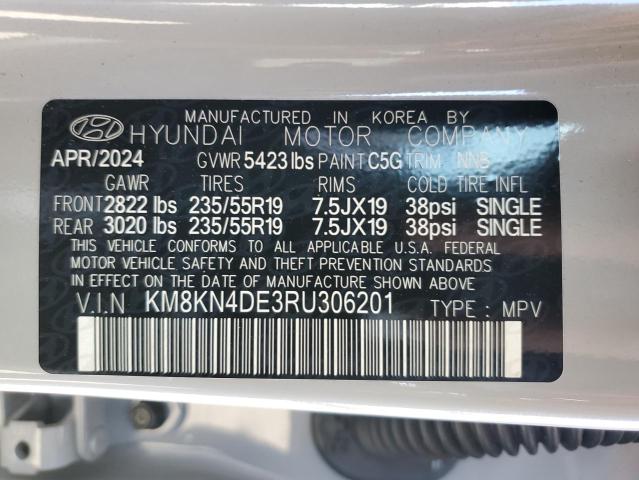 MANUFACTURED IN KOREA BY
HYUNDAI MOTOR COMPANY
APR/2024 GVWR 5423 lbs PAINT C5G TRIM NNB
GAWR TIRES RIMS COLD TIRE INFL
FRONT 2822 lbs 235/55R19 7.5JX19 38psi SINGLE
REAR 3020 lbs 235/55R19 7.5JX19 38psi SINGLE
THIS VEHICLE CONFORMS TO ALL APPLICABLE U.S.A. FEDERAL
MOTOR VEHICLE SAFETY AND THEFT PREVENTION STANDARDS
IN EFFECT ON THE DATE OF MANUFACTURE SHOWN ABOVE
V.I.N KM8KN4DE3RU306201 TYPE : MPV